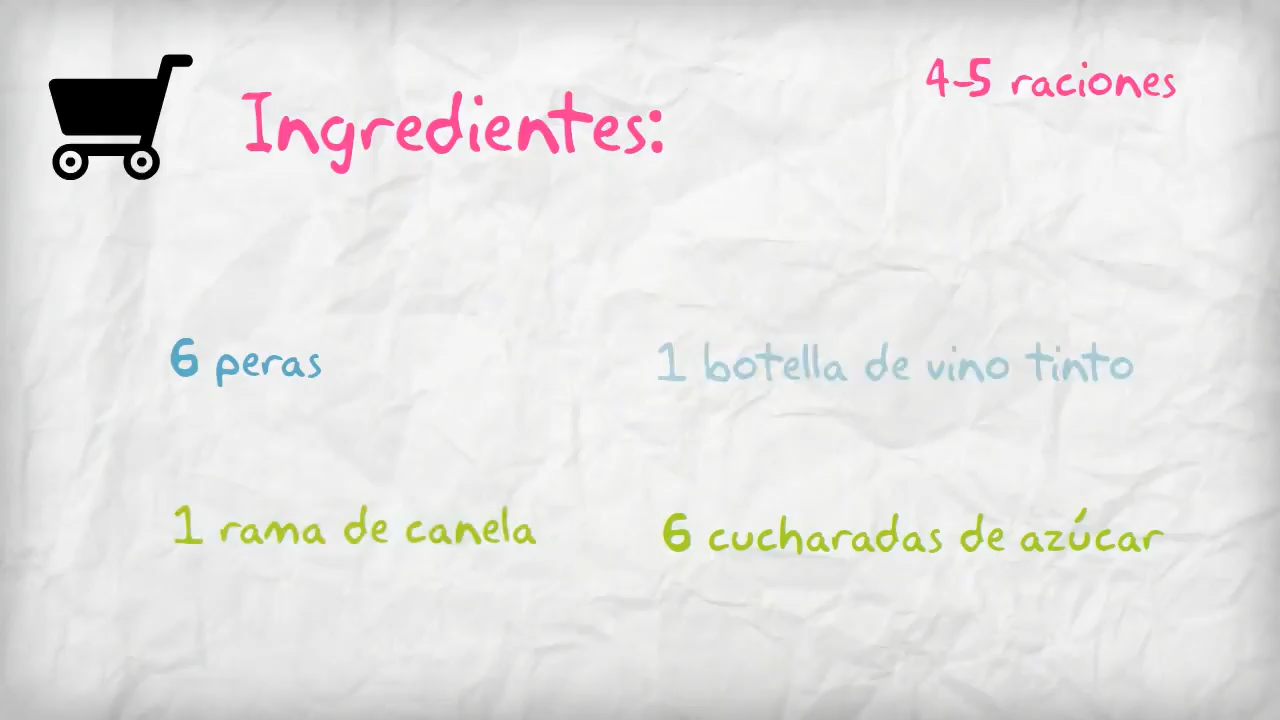 4-5 raciones
Ingredientes:
6 peras
1 botella de vino tinto
1 rama de canela
6 cucharadas de azúcar